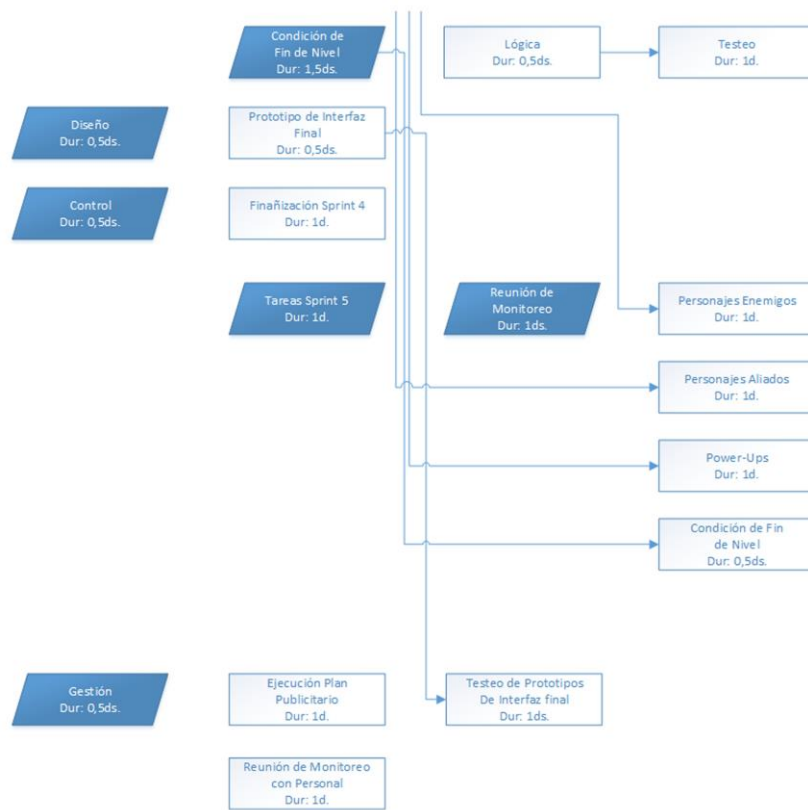 Condición de
Fin de Nivel
Dur: 1,5ds.
Lógica
Dur: 0,5ds.
Testeo
Dur: 1d.
Diseño
Dur: 0,5ds.
Prototipo de Interfaz
Final
Dur: 0,5ds.
Control
Dur: 0,5ds.
Finañización Sprint 4
Dur: 1d.
Tareas Sprint 5
Dur: 1d.
Reunión de
Monitoreo
Dur: 1ds.
Personajes Enemigos
Dur: 1d.
Personajes Aliados
Dur: 1d.
Power-Ups
Dur: 1d.
Condición de Fin
de Nivel
Dur: 0,5ds.
Gestión
Dur: 0,5ds.
Ejecución Plan
Publicitario
Dur: 1d.
Testeo de Prototipos
De Interfaz final
Dur: 1ds.
Reunión de Monitoreo
con Personal
Dur: 1d.